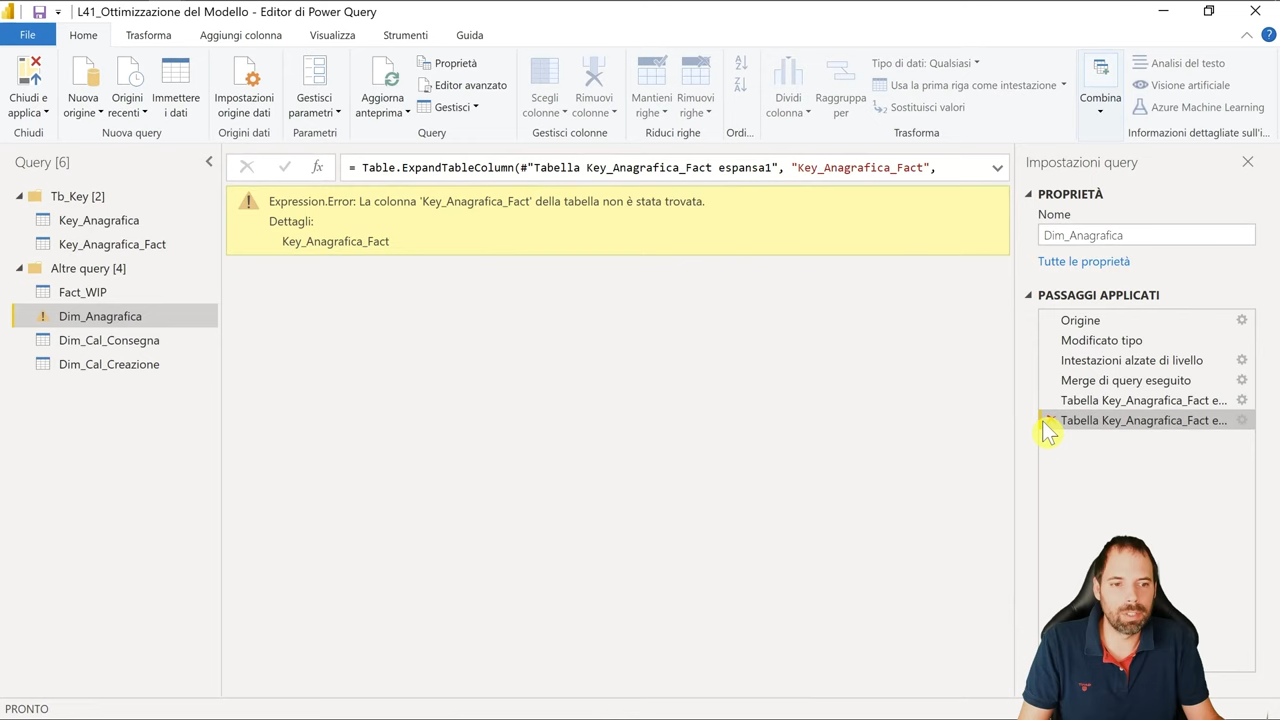 L41_Ottimizzazione del Modello - Editor di Power Query
File
Home
Trasforma
Aggiungi colonna
Visualizza
Strumenti
Guida
Chiudi e applica
Chiudi
Nuova origine
Origini recenti
Immettere i dati
Nuova query
Impostazioni origine dati
Origini dati
Gestisci parametri
Parametri
Aggiorna anteprima
Proprietà
Editor avanzato
Gestisci
Query
Scegli colonne
Rimuovi colonne
Gestisci colonne
Mantieni righe
Rimuovi righe
Riduci righe
Ordi...
Dividi colonna
Raggruppa per
Tipo di dati: Qualsiasi
Usa la prima riga come intestazione
Sostituisci valori
Trasforma
Combina
Analisi del testo
Visione artificiale
Azure Machine Learning
Informazioni dettagliate sull'i...
Query [6]
Tb_Key [2]
Key_Anagrafica
Key_Anagrafica_Fact
Altre query [4]
Fact_WIP
Dim_Anagrafica
Dim_Cal_Consegna
Dim_Cal_Creazione
fx
= Table.ExpandTableColumn(#"Tabella Key_Anagrafica_Fact espansa1", "Key_Anagrafica_Fact",
Expression.Error: La colonna 'Key_Anagrafica_Fact' della tabella non è stata trovata.
Dettagli:
Key_Anagrafica_Fact
Impostazioni query
PROPRIETÀ
Nome
Dim_Anagrafica
Tutte le proprietà
PASSAGGI APPLICATI
Origine
Modificato tipo
Intestazioni alzate di livello
Merge di query eseguito
Tabella Key_Anagrafica_Fact e...
Tabella Key_Anagrafica_Fact e...
PRONTO